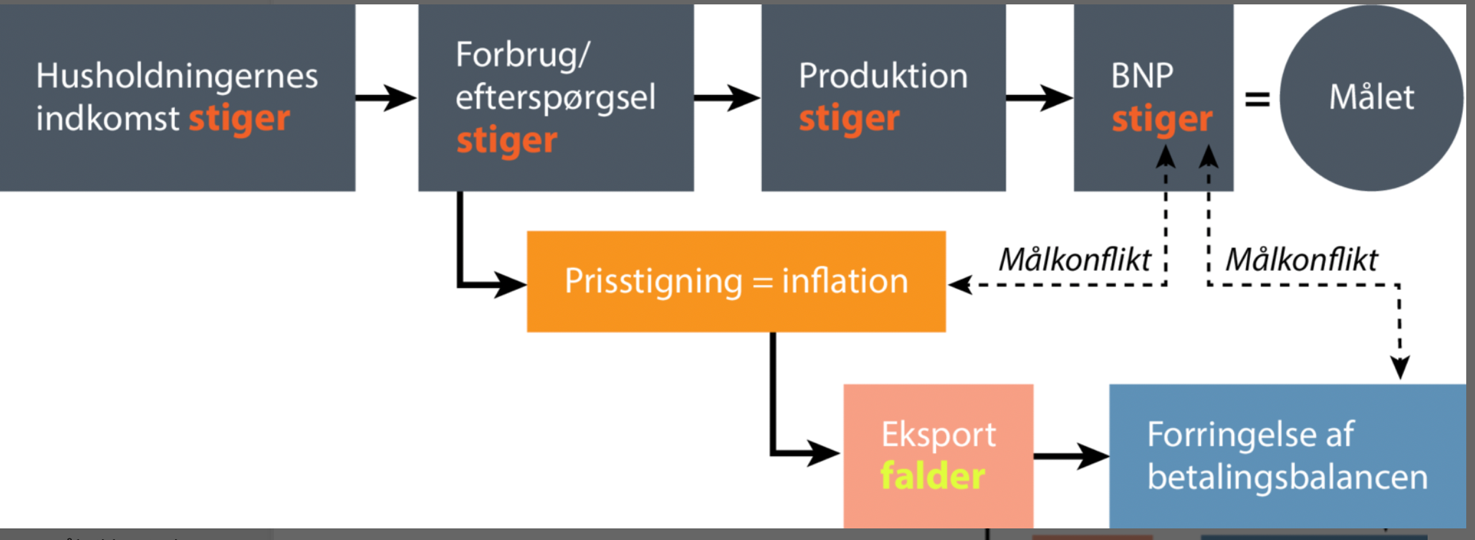 Husholdningernes
indkomst stiger
Forbrug/
efterspørgsel
stiger
Produktion
stiger
BNP
stiger
=
Målet
Prisstigning = inflation
Målkonflikt
Målkonflikt
Eksport
falder
Forringelse af
betalingsbalancen